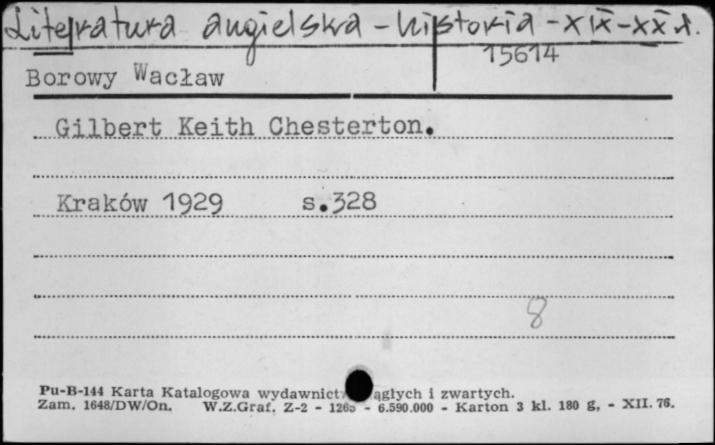 Literatura angielska - historia - XIX-XX w.
15614
Borowy Wacław
Gilbert Keith Chesterton.
Kraków 1929 s.328
8
Pu-B-144 Karta Katalogowa wydawnict ągłych i zwartych.
Zam. 1648/DW/On. W.Z.Graf. Z-2 - - 6.590.000 - Karton 3 kl. 180 g, - XII. 76.